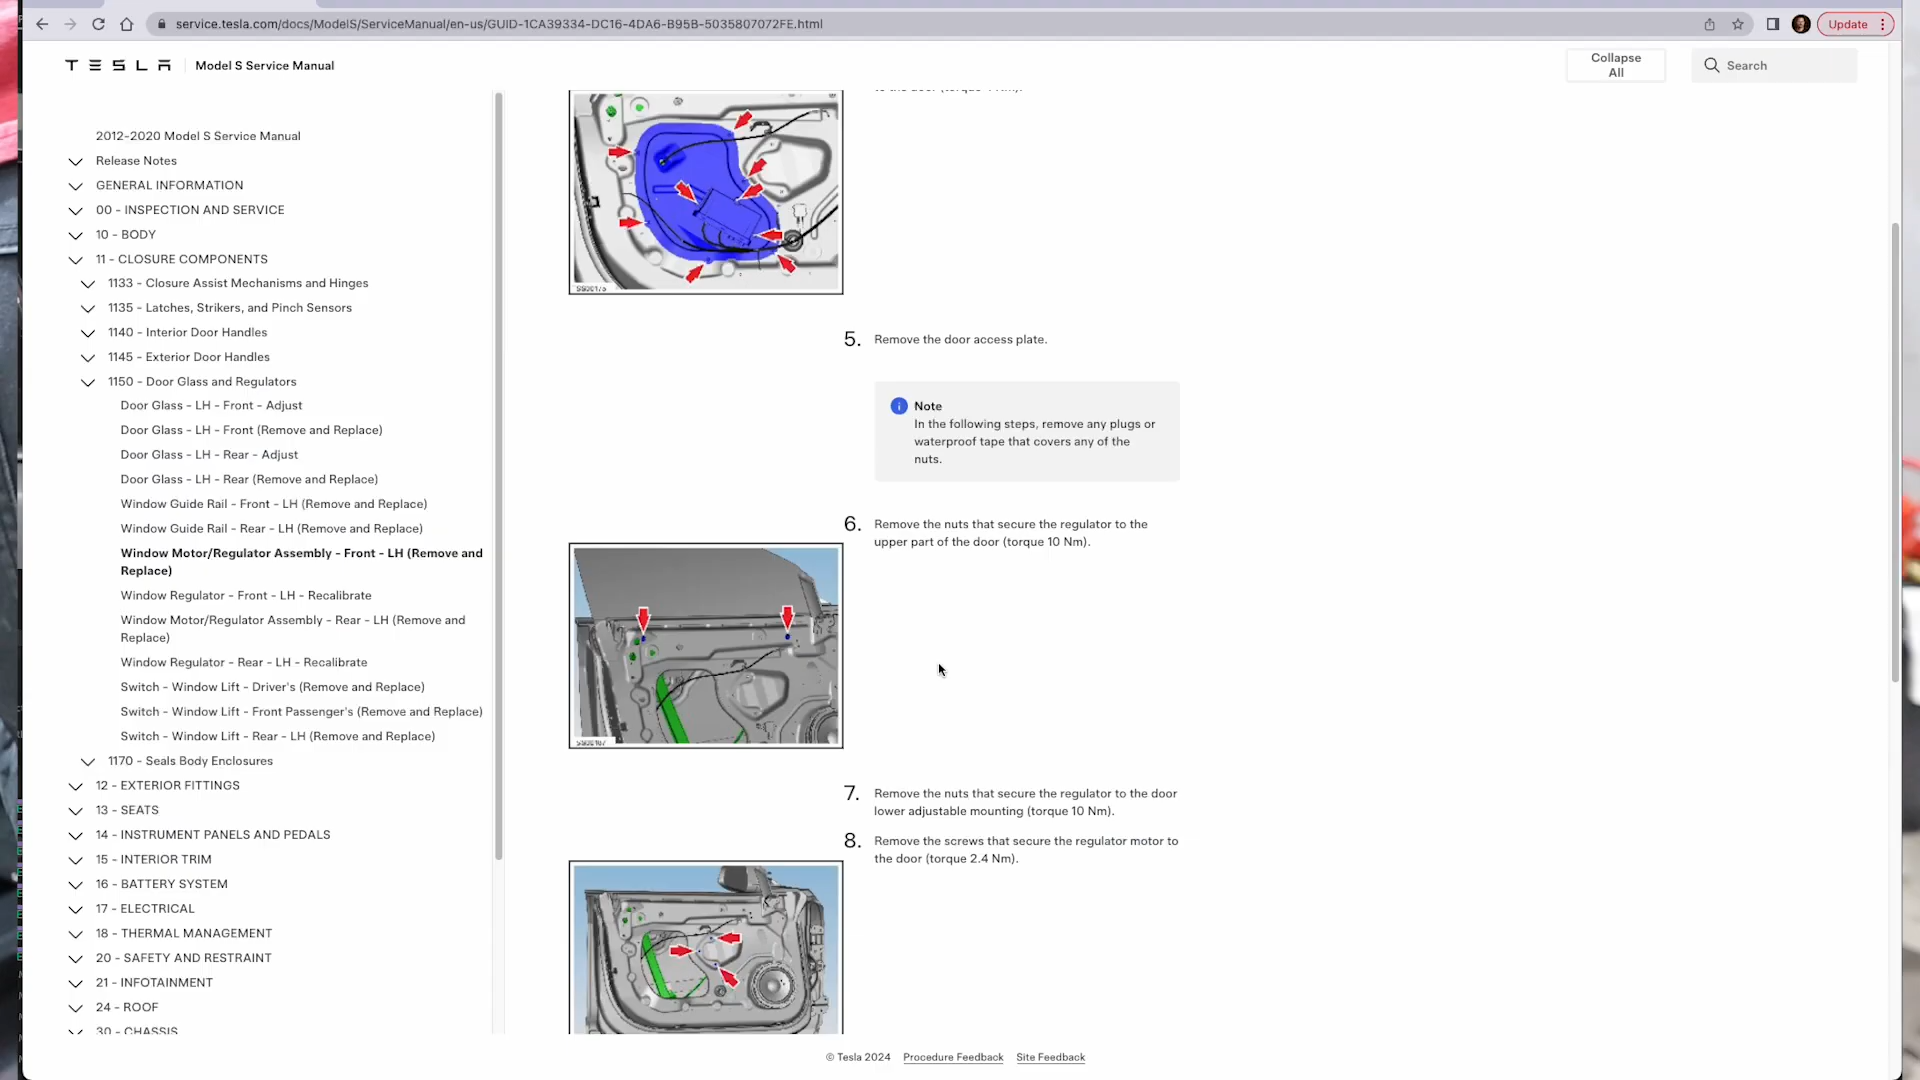 service.tesla.com/docs/ModelS/ServiceManual/en-us/GUID-1CA39334-DC16-4DA6-B95B-5035807072FE.html
Update
TESLA
Model S Service Manual
Collapse
All
Search
2012-2020 Model S Service Manual
Release Notes
GENERAL INFORMATION
00 - INSPECTION AND SERVICE
10 - BODY
11 - CLOSURE COMPONENTS
1133 - Closure Assist Mechanisms and Hinges
1135 - Latches, Strikers, and Pinch Sensors
1140 - Interior Door Handles
1145 - Exterior Door Handles
1150 - Door Glass and Regulators
Door Glass - LH - Front - Adjust
Door Glass - LH - Front (Remove and Replace)
Door Glass - LH - Rear - Adjust
Door Glass - LH - Rear (Remove and Replace)
Window Guide Rail - Front - LH (Remove and Replace)
Window Guide Rail - Rear - LH (Remove and Replace)
Window Motor/Regulator Assembly - Front - LH (Remove and
Replace)
Window Regulator - Front - LH - Recalibrate
Window Motor/Regulator Assembly - Rear - LH (Remove and
Replace)
Window Regulator - Rear - LH - Recalibrate
Switch - Window Lift - Driver's (Remove and Replace)
Switch - Window Lift - Front Passenger's (Remove and Replace)
Switch - Window Lift - Rear - LH (Remove and Replace)
1170 - Seals Body Enclosures
12 - EXTERIOR FITTINGS
13 - SEATS
14 - INSTRUMENT PANELS AND PEDALS
15 - INTERIOR TRIM
16 - BATTERY SYSTEM
17 - ELECTRICAL
18 - THERMAL MANAGEMENT
20 - SAFETY AND RESTRAINT
21 - INFOTAINMENT
24 - ROOF
30 - CHASSIS
5. Remove the door access plate.
Note
In the following steps, remove any plugs or
waterproof tape that covers any of the
nuts.
6. Remove the nuts that secure the regulator to the
upper part of the door (torque 10 Nm).
7. Remove the nuts that secure the regulator to the door
lower adjustable mounting (torque 10 Nm).
8. Remove the screws that secure the regulator motor to
the door (torque 2.4 Nm).
© Tesla 2024 Procedure Feedback Site Feedback